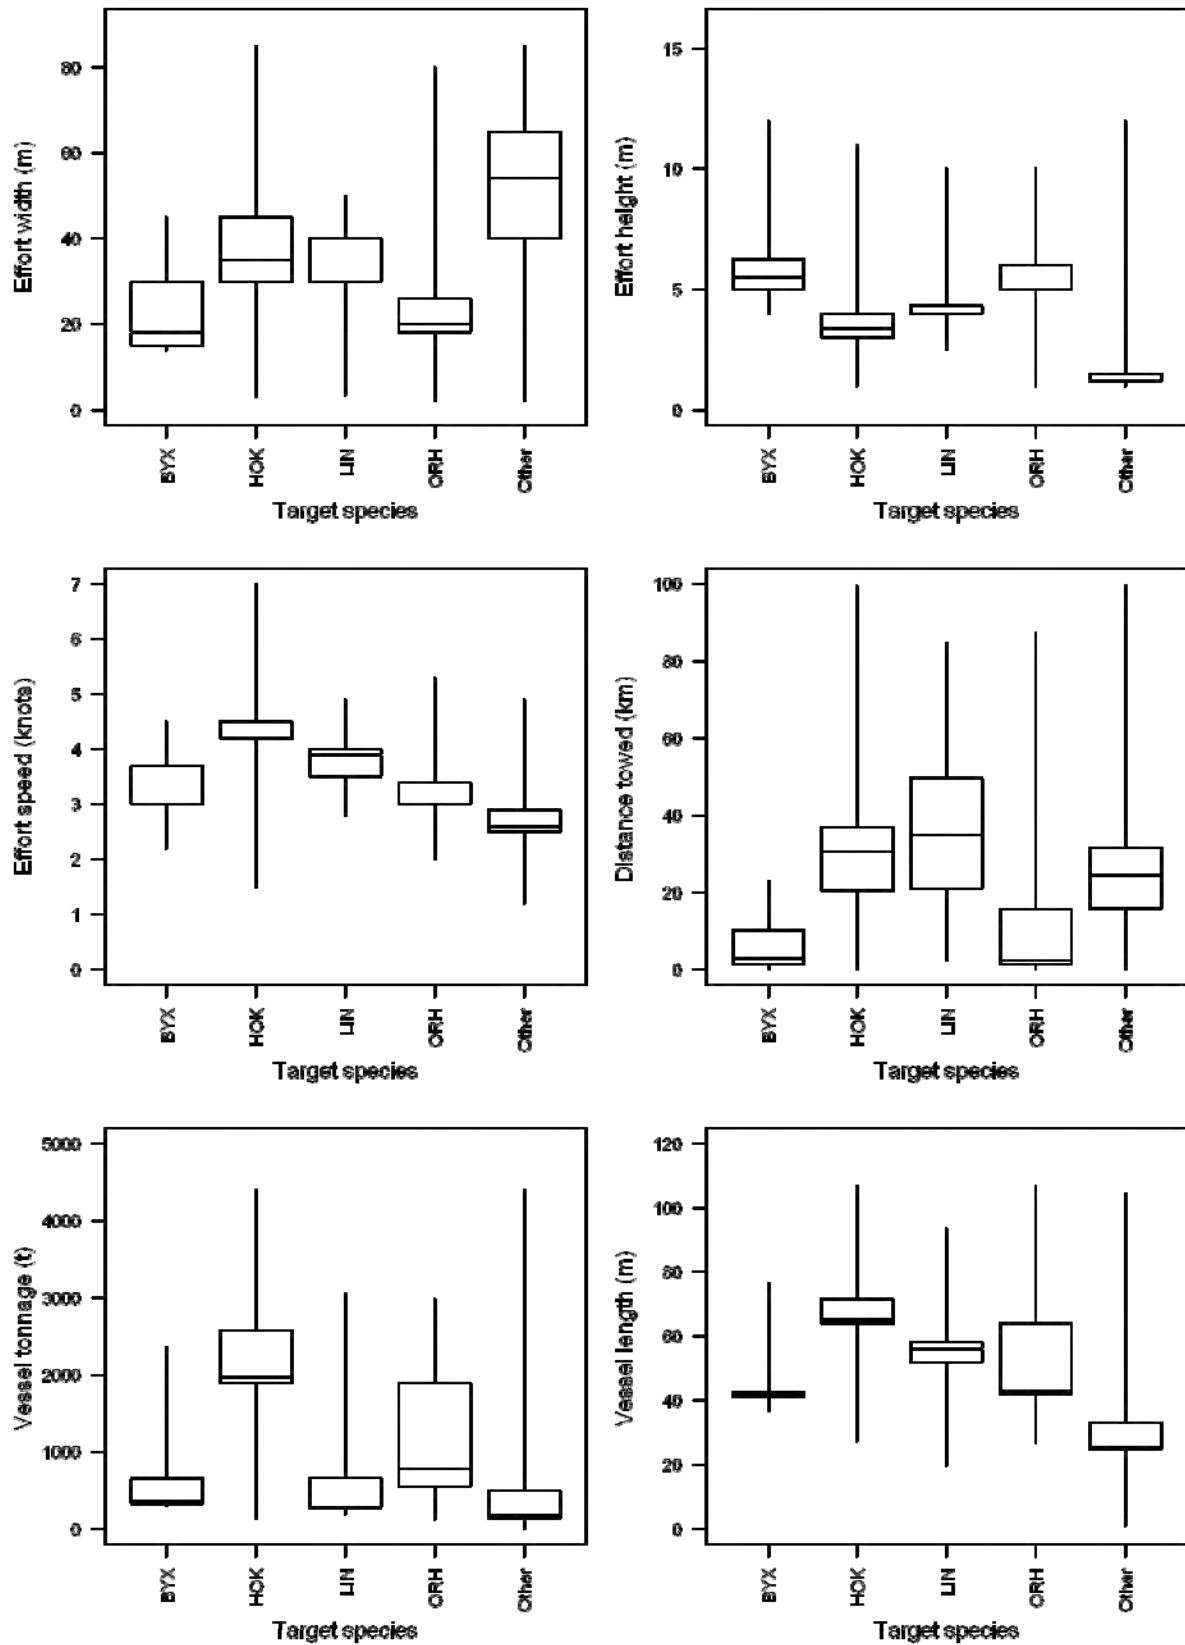 Effort width (m)
80
60
40
20
0
BYX
HOK
LIN
ORH
Other
Target species
Effort height (m)
15
10
5
0
BYX
HOK
LIN
ORH
Other
Target species
Effort speed (knots)
7
6
5
4
3
2
1
0
BYX
HOK
LIN
ORH
Other
Target species
Distance towed (km)
100
80
60
40
20
0
BYX
HOK
LIN
ORH
Other
Target species
Vessel tonnage (t)
5000
4000
3000
2000
1000
0
BYX
HOK
LIN
ORH
Other
Target species
Vessel length (m)
120
100
80
60
40
20
0
BYX
HOK
LIN
ORH
Other
Target species